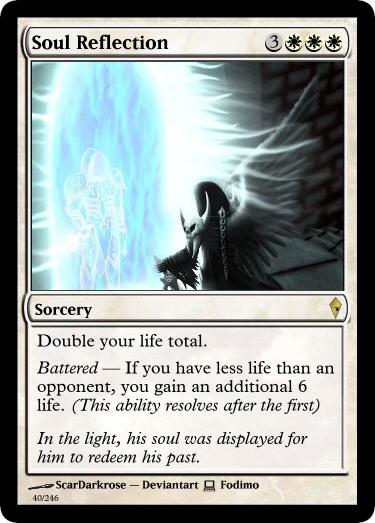 Soul Reflection 3
Sorcery
Double your life total.
Battered — If you have less life than an
opponent, you gain an additional 6
life. (This ability resolves after the first)
In the light, his soul was displayed for
him to redeem his past.
ScarDarkrose — Deviantart Fodimo
40/246